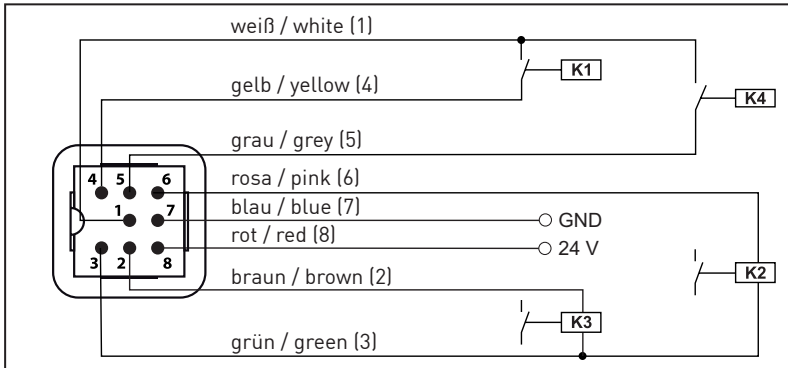 weiß / white (1)
K1
gelb / yellow (4)
K4
grau / grey (5)
4 5 6
rosa / pink (6)
1 7
blau / blue (7)
GND
rot / red (8)
24 V
3 2 8
braun / brown (2)
K2
K3
grün / green (3)